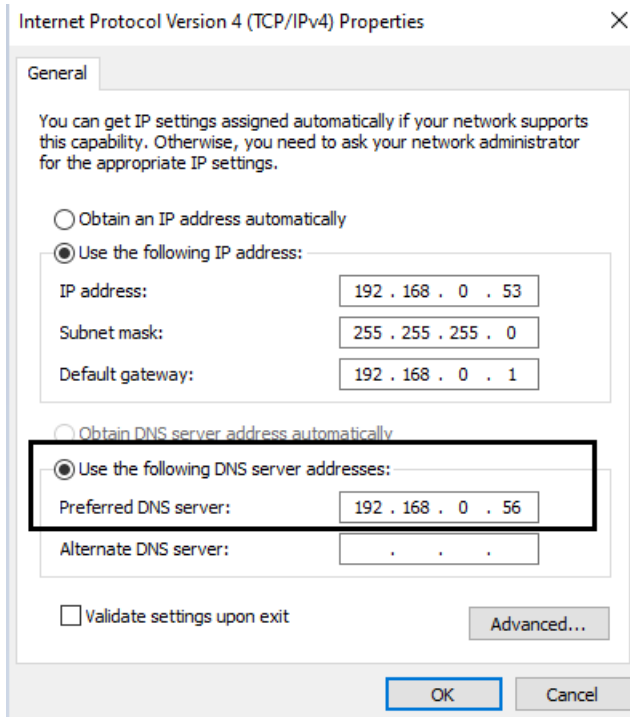 Internet Protocol Version 4 (TCP/IPv4) Properties
General
You can get IP settings assigned automatically if your network supports
this capability. Otherwise, you need to ask your network administrator
for the appropriate IP settings.
Obtain an IP address automatically
Use the following IP address:
IP address: 192 . 168 . 0 . 53
Subnet mask: 255 . 255 . 255 . 0
Default gateway: 192 . 168 . 0 . 1
Obtain DNS server address automatically
Use the following DNS server addresses:
Preferred DNS server: 192 . 168 . 0 . 56
Alternate DNS server: . . .
Validate settings upon exit
Advanced...
OK Cancel